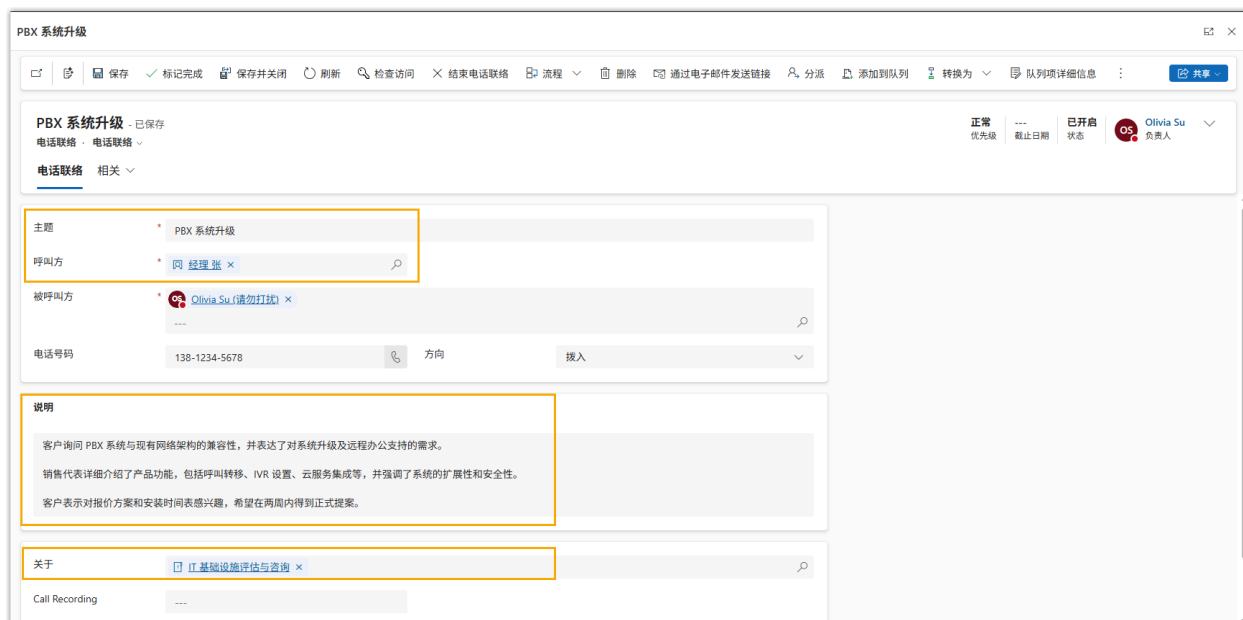 PBX 系统升级
保存 标记完成 保存并关闭 刷新 检查访问 结束电话联络 流程 删除 通过电子邮件发送链接 分派 添加到队列 转换为 队列项详细信息 共享
PBX 系统升级 - 已保存
电话联络 · 电话联络
正常 --- 已开启 OS Olivia Su
优先级 截止日期 状态 负责人
电话联络 相关
主题 * PBX 系统升级
呼叫方 * 经理 张 ×
被呼叫方 * OS Olivia Su (请勿打扰) ×
---
电话号码 138-1234-5678 方向 拨入
说明
客户询问 PBX 系统与现有网络架构的兼容性，并表达了对系统升级及远程办公支持的需求。
销售代表详细介绍了产品功能，包括呼叫转移、IVR 设置、云服务集成等，并强调了系统的扩展性和安全性。
客户表示对报价方案和安装时间表感兴趣，希望在两周内得到正式提案。
关于 IT 基础设施评估与咨询 ×
Call Recording ---